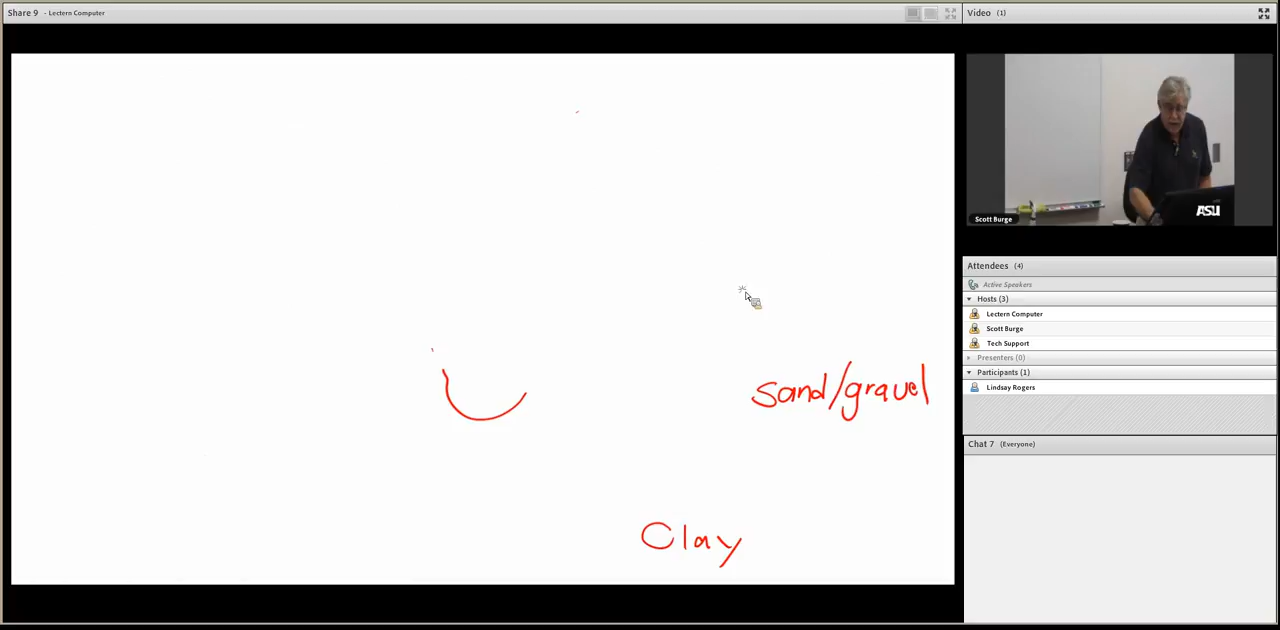 Share 9 - Lectern Computer
Video (1)
ASU
Scott Burge
Attendees (4)
Active Speakers
Hosts (3)
Lectern Computer
Scott Burge
Tech Support
Presenters (0)
Participants (1)
Lindsay Rogers
sand/gravel
Chat 7 (Everyone)
Clay